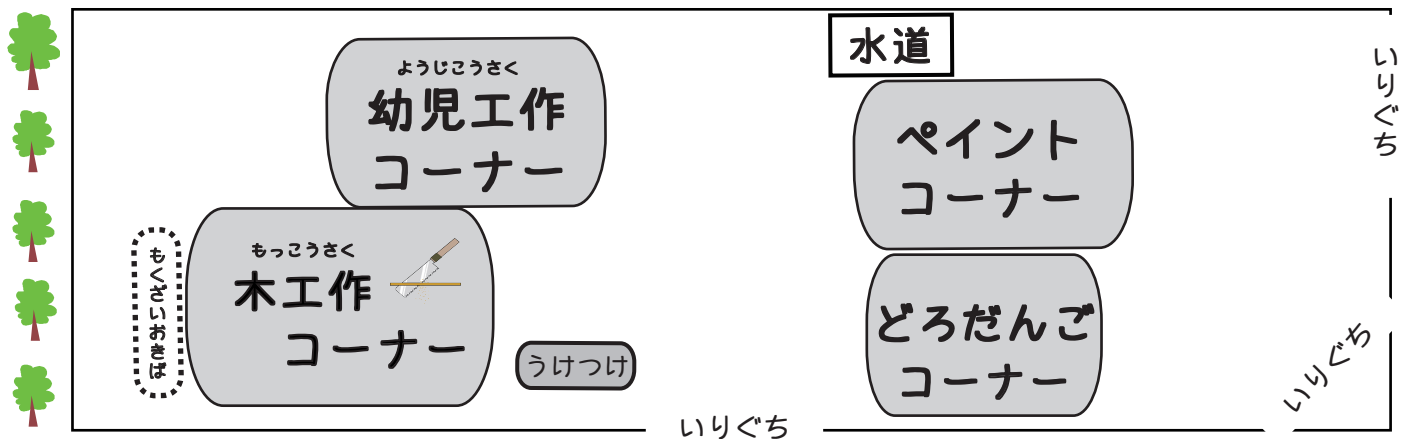 ようじこうさく
幼児工作
コーナー
もっこうさく
木工作
コーナー
もくざいおきば
うけつけ
水道
ペイント
コーナー
どろだんご
コーナー
いりぐち
いりぐち
いりぐち